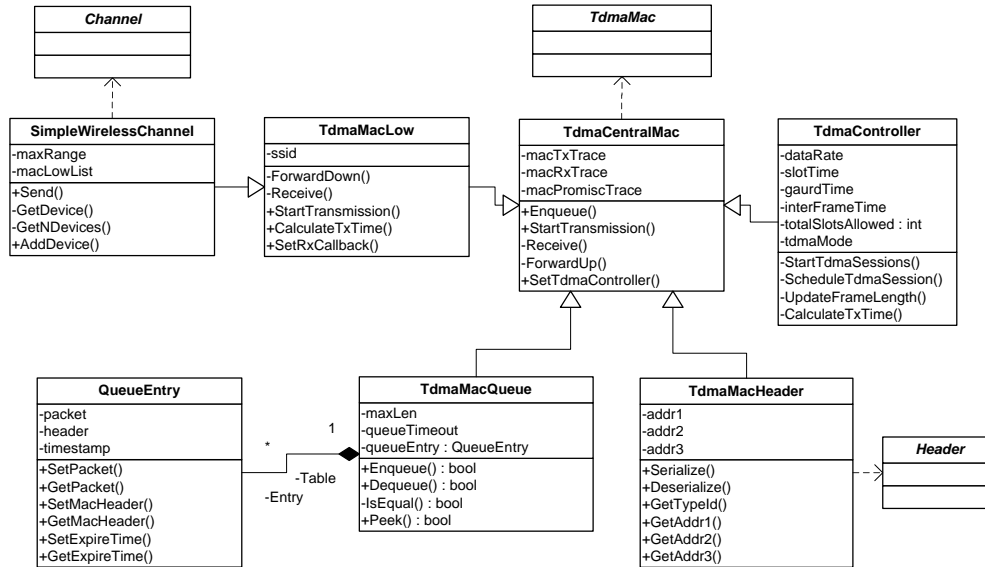 Channel
TdmaMac
SimpleWirelessChannel
-maxRange
-macLowList
+Send()
-GetDevice()
-GetNDevices()
+AddDevice()
TdmaMacLow
-ssid
-ForwardDown()
-Receive()
+StartTransmission()
+CalculateTxTime()
+SetRxCallback()
TdmaCentralMac
-macTxTrace
-macRxTrace
-macPromiscTrace
+Enqueue()
+StartTransmission()
-Receive()
-ForwardUp()
+SetTdmaController()
TdmaController
-dataRate
-slotTime
-gaurdTime
-interFrameTime
-totalSlotsAllowed : int
-tdmaMode
-StartTdmaSessions()
-ScheduleTdmaSession()
-UpdateFrameLength()
-CalculateTxTime()
QueueEntry
-packet
-header
-timestamp
+SetPacket()
+GetPacket()
+SetMacHeader()
+GetMacHeader()
+SetExpireTime()
+GetExpireTime()
1
*
-Table
-Entry
TdmaMacQueue
-maxLen
-queueTimeout
-queueEntry : QueueEntry
+Enqueue() : bool
+Dequeue() : bool
-IsEqual() : bool
+Peek() : bool
TdmaMacHeader
-addr1
-addr2
-addr3
+Serialize()
+Deserialize()
+GetTypeId()
+GetAddr1()
+GetAddr2()
+GetAddr3()
Header